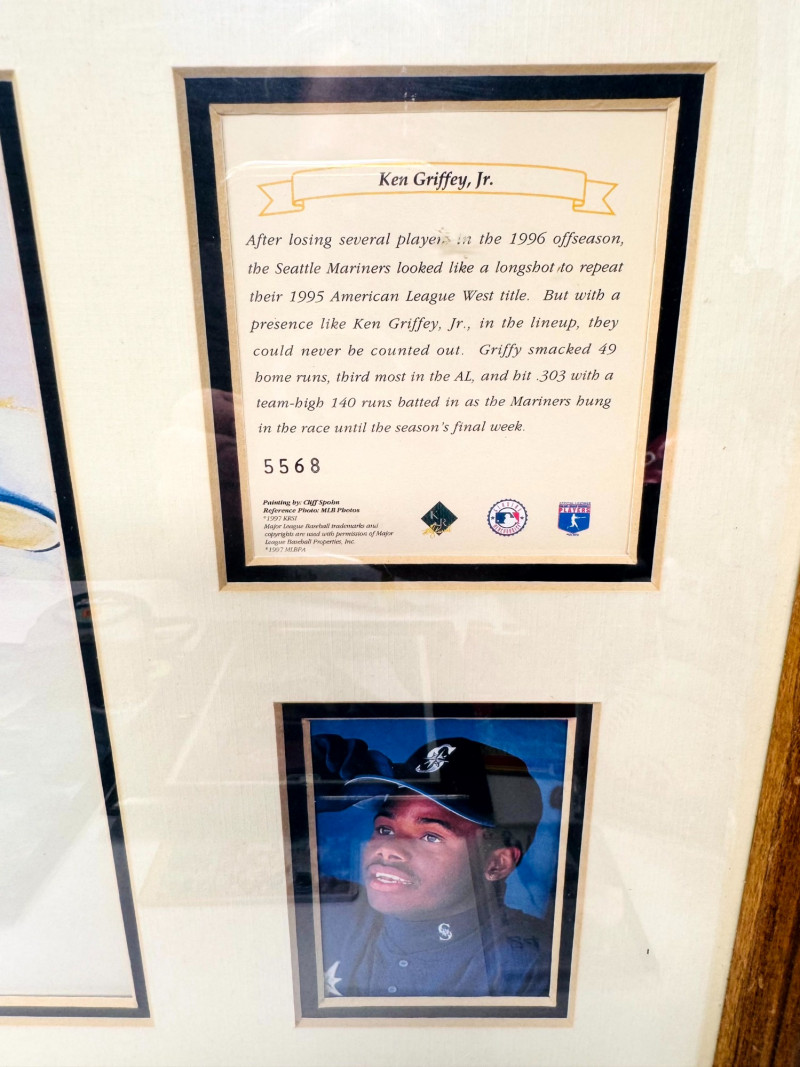 Ken Griffey, Jr.
After losing several players in the 1996 offseason,
the Seattle Mariners looked like a longshot to repeat
their 1995 American League West title. But with a
presence like Ken Griffey, Jr., in the lineup, they
could never be counted out. Griffy smacked 49
home runs, third most in the AL, and hit .303 with a
team-high 140 runs batted in as the Mariners hung
in the race until the season's final week.
5568
Painting by: Cliff Spohn
Reference Photo: MLB Photos
©1997 KRSI
Major League Baseball trademarks and
copyrights are used with permission of Major
League Baseball Properties, Inc.
©1997 MLBPA
PLAYERS
S
S